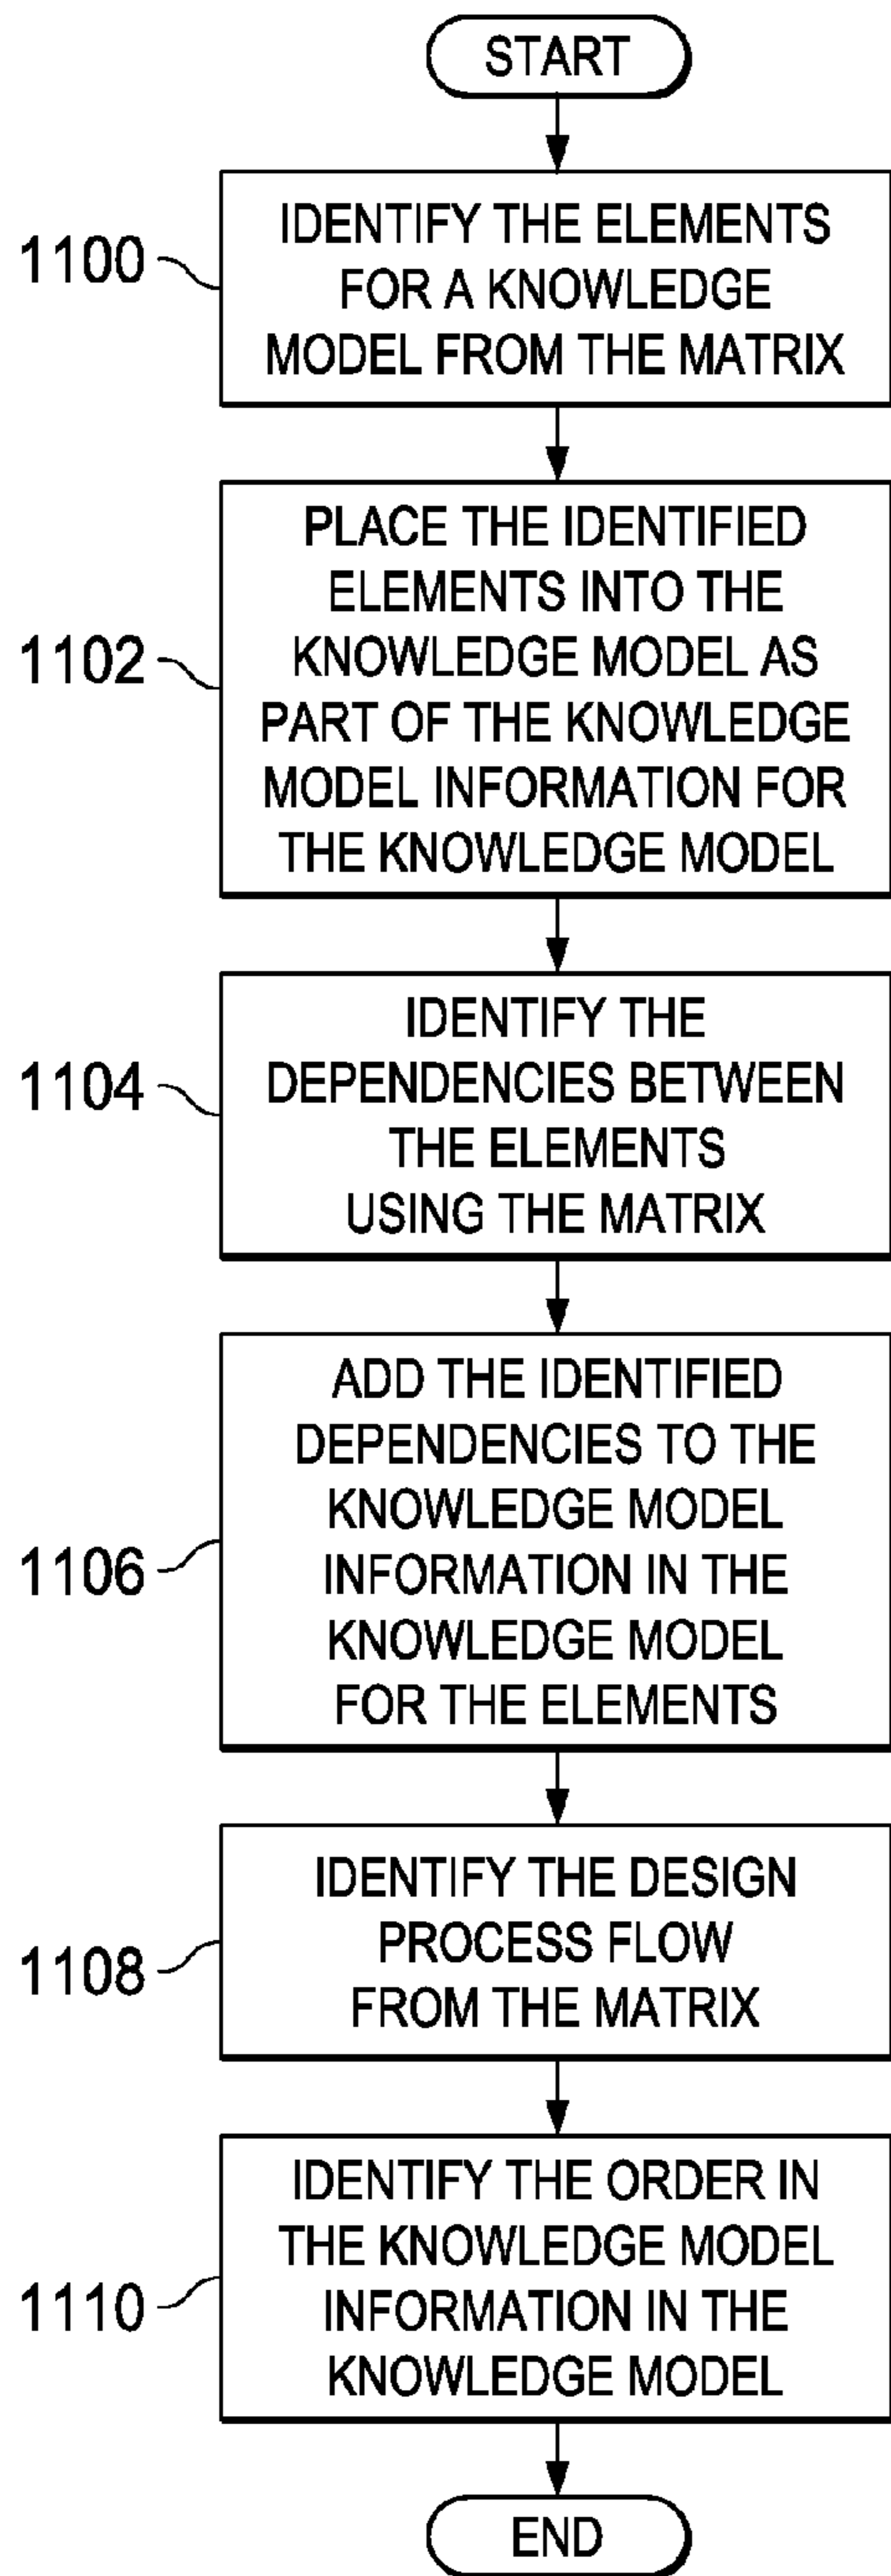 START
1100
IDENTIFY THE ELEMENTS
FOR A KNOWLEDGE
MODEL FROM THE MATRIX
1102
PLACE THE IDENTIFIED
ELEMENTS INTO THE
KNOWLEDGE MODEL AS
PART OF THE KNOWLEDGE
MODEL INFORMATION FOR
THE KNOWLEDGE MODEL
1104
IDENTIFY THE
DEPENDENCIES BETWEEN
THE ELEMENTS
USING THE MATRIX
1106
ADD THE IDENTIFIED
DEPENDENCIES TO THE
KNOWLEDGE MODEL
INFORMATION IN THE
KNOWLEDGE MODEL
FOR THE ELEMENTS
1108
IDENTIFY THE DESIGN
PROCESS FLOW
FROM THE MATRIX
1110
IDENTIFY THE ORDER IN
THE KNOWLEDGE MODEL
INFORMATION IN THE
KNOWLEDGE MODEL
END